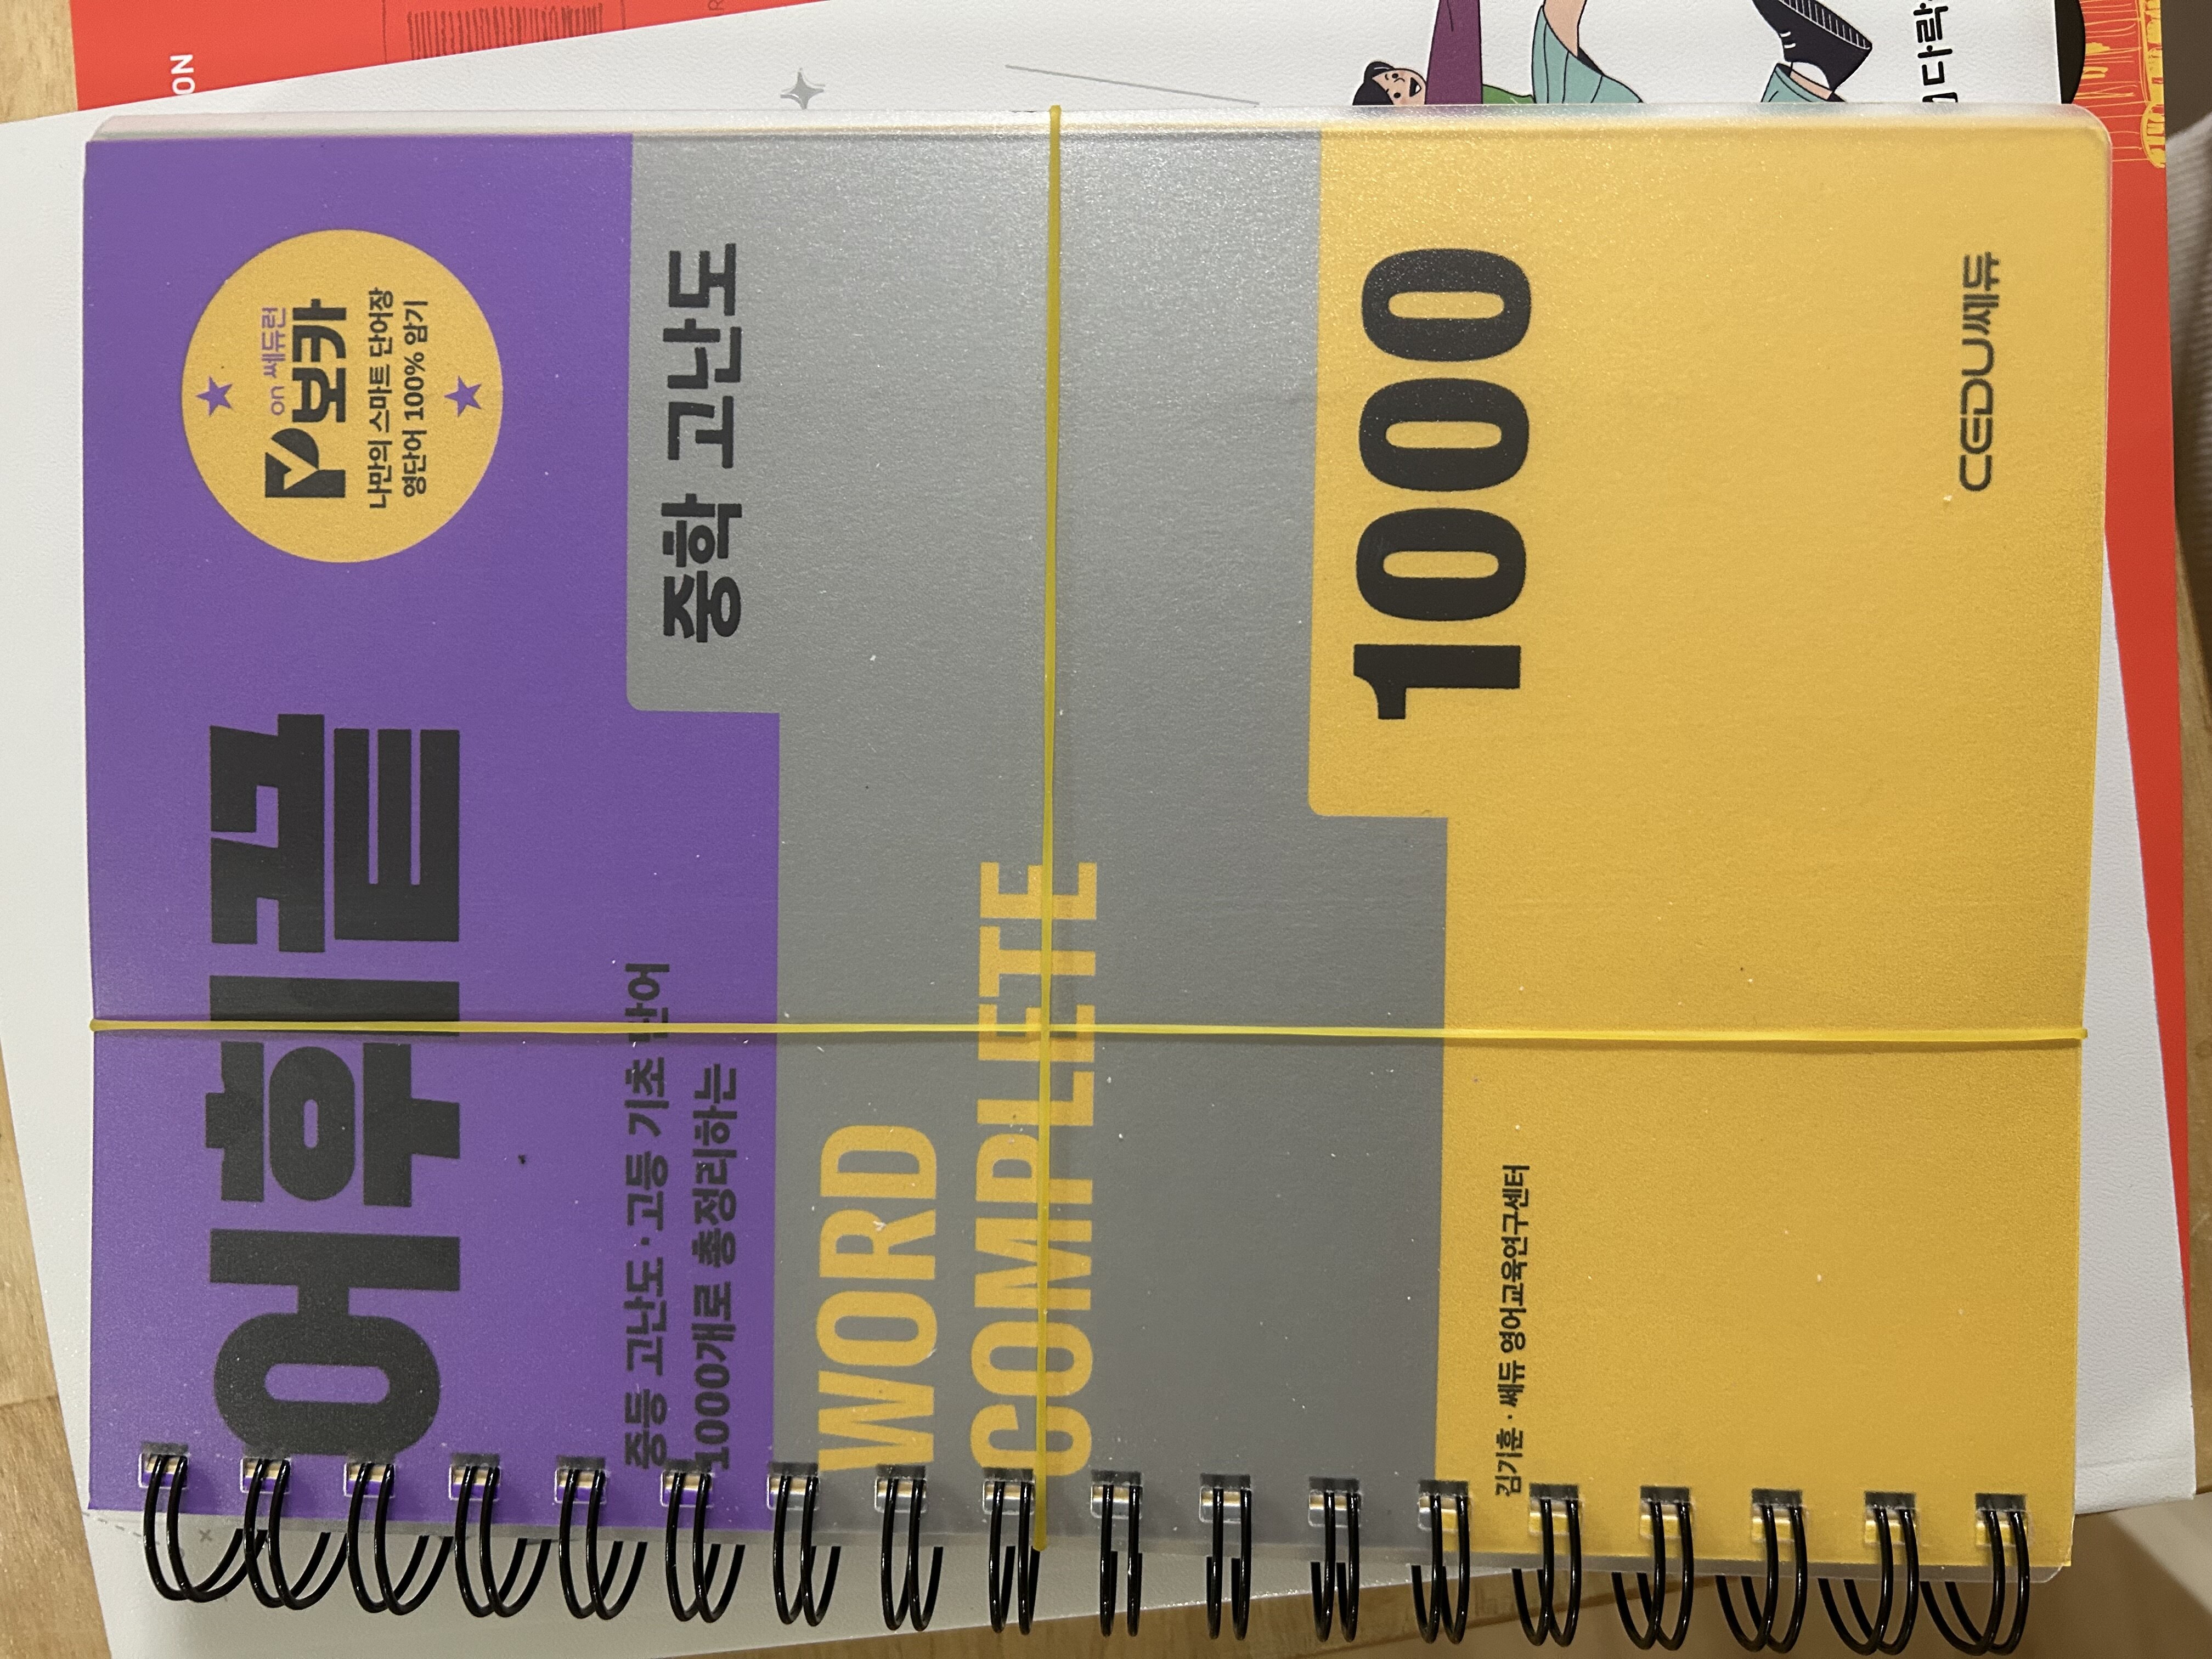 어휘끝
on 쎄듀런
보카
나만의 스마트 단어장
영단어 100% 암기
중등 고난도·고등 기초 단어
1000개로 총정리하는
중학 고난도
WORD
COMPLETE
1000
김기훈·쎄듀 영어교육연구센터
CEDU쎄듀
ON
다락